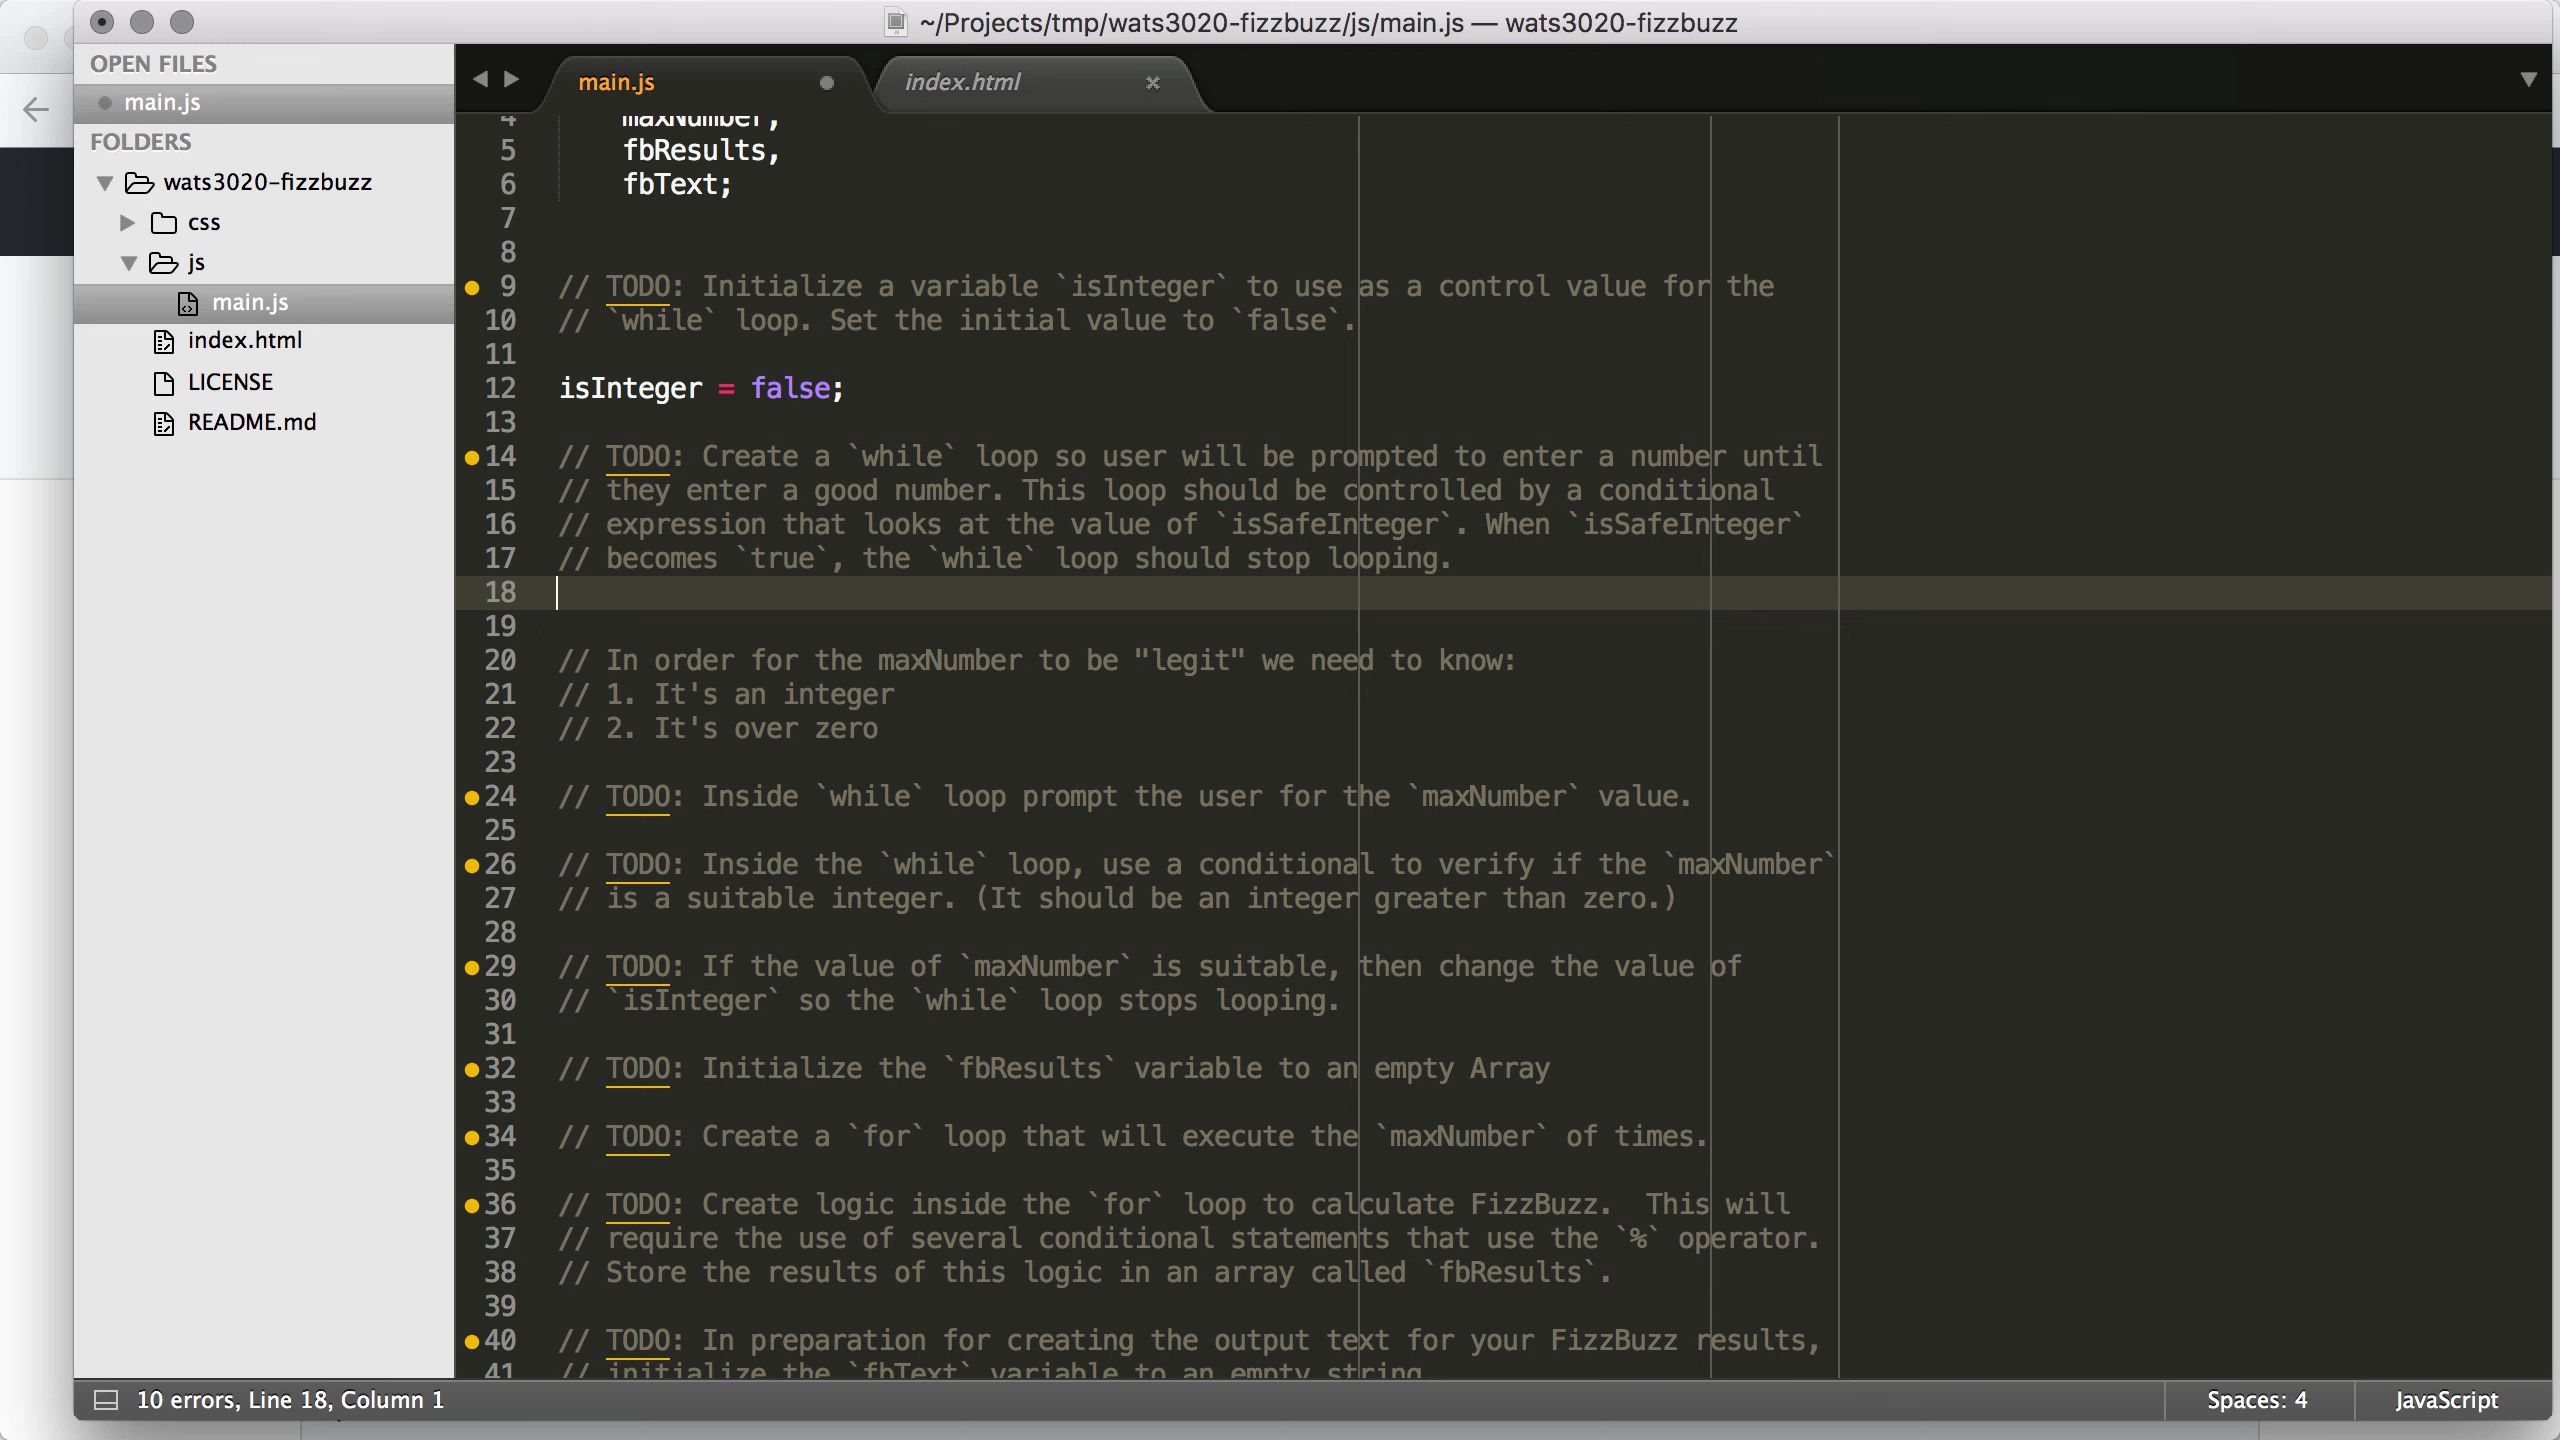 ~/Projects/tmp/wats3020-fizzbuzz/js/main.js — wats3020-fizzbuzz
OPEN FILES
main.js
FOLDERS
wats3020-fizzbuzz
css
js
main.js
index.html
LICENSE
README.md
main.js
index.html
4 maxNumber,
5 fbResults,
6 fbText;
7
8
9 // TODO: Initialize a variable `isInteger` to use as a control value for the
10 // `while` loop. Set the initial value to `false`.
11
12 isInteger = false;
13
14 // TODO: Create a `while` loop so user will be prompted to enter a number until
15 // they enter a good number. This loop should be controlled by a conditional
16 // expression that looks at the value of `isSafeInteger`. When `isSafeInteger`
17 // becomes `true`, the `while` loop should stop looping.
18
19
20 // In order for the maxNumber to be "legit" we need to know:
21 // 1. It's an integer
22 // 2. It's over zero
23
24 // TODO: Inside `while` loop prompt the user for the `maxNumber` value.
25
26 // TODO: Inside the `while` loop, use a conditional to verify if the `maxNumber`
27 // is a suitable integer. (It should be an integer greater than zero.)
28
29 // TODO: If the value of `maxNumber` is suitable, then change the value of
30 // `isInteger` so the `while` loop stops looping.
31
32 // TODO: Initialize the `fbResults` variable to an empty Array
33
34 // TODO: Create a `for` loop that will execute the `maxNumber` of times.
35
36 // TODO: Create logic inside the `for` loop to calculate FizzBuzz.  This will
37 // require the use of several conditional statements that use the `%` operator.
38 // Store the results of this logic in an array called `fbResults`.
39
40 // TODO: In preparation for creating the output text for your FizzBuzz results,
41 // initialize the `fbText` variable to an empty string.
10 errors, Line 18, Column 1
Spaces: 4
JavaScript